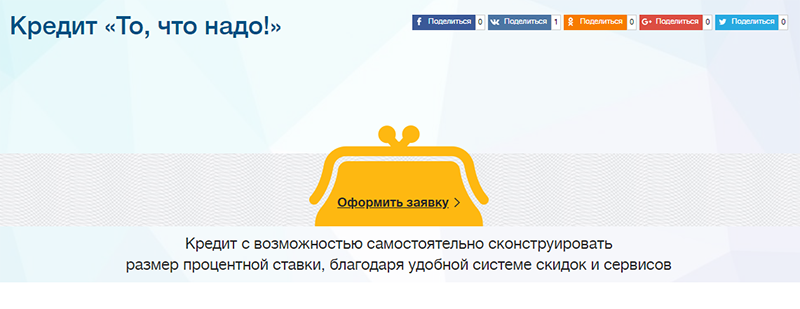 Кредит «То, что надо!»
Поделиться 0 Поделиться 1 Поделиться 0 Поделиться 0 Поделиться 0
Оформить заявку
Кредит с возможностью самостоятельно сконструировать
размер процентной ставки, благодаря удобной системе скидок и сервисов